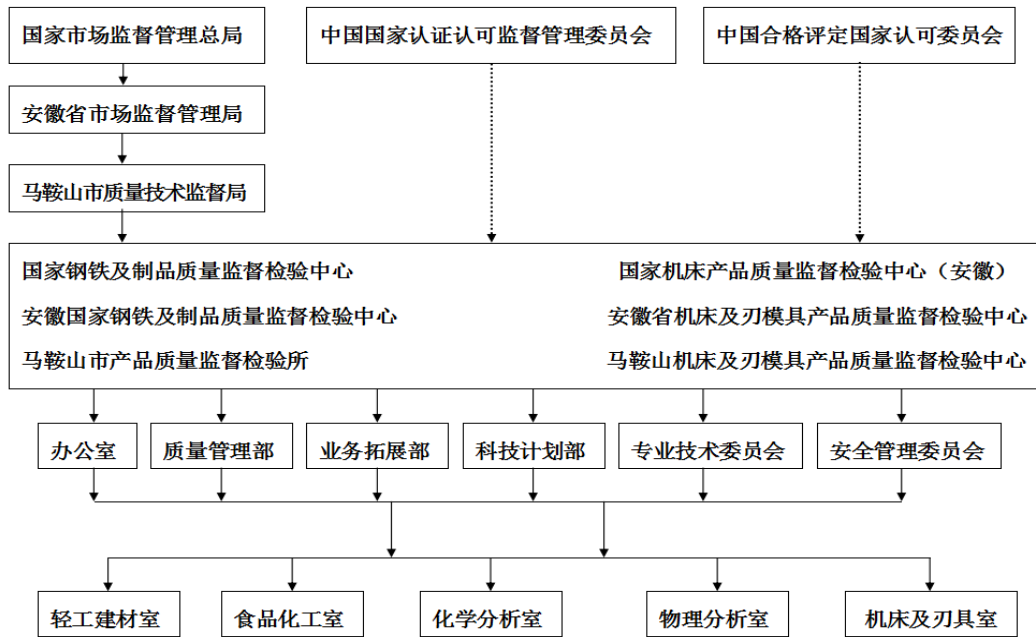 国家市场监督管理总局
中国国家认证认可监督管理委员会
中国合格评定国家认可委员会
安徽省市场监督管理局
马鞍山市质量技术监督局
国家钢铁及制品质量监督检验中心
国家机床产品质量监督检验中心（安徽）
安徽国家钢铁及制品质量监督检验中心
安徽省机床及刃模具产品质量监督检验中心
马鞍山市产品质量监督检验所
马鞍山机床及刃模具产品质量监督检验中心
办公室
质量管理部
业务拓展部
科技计划部
专业技术委员会
安全管理委员会
轻工建材室
食品化工室
化学分析室
物理分析室
机床及刃具室